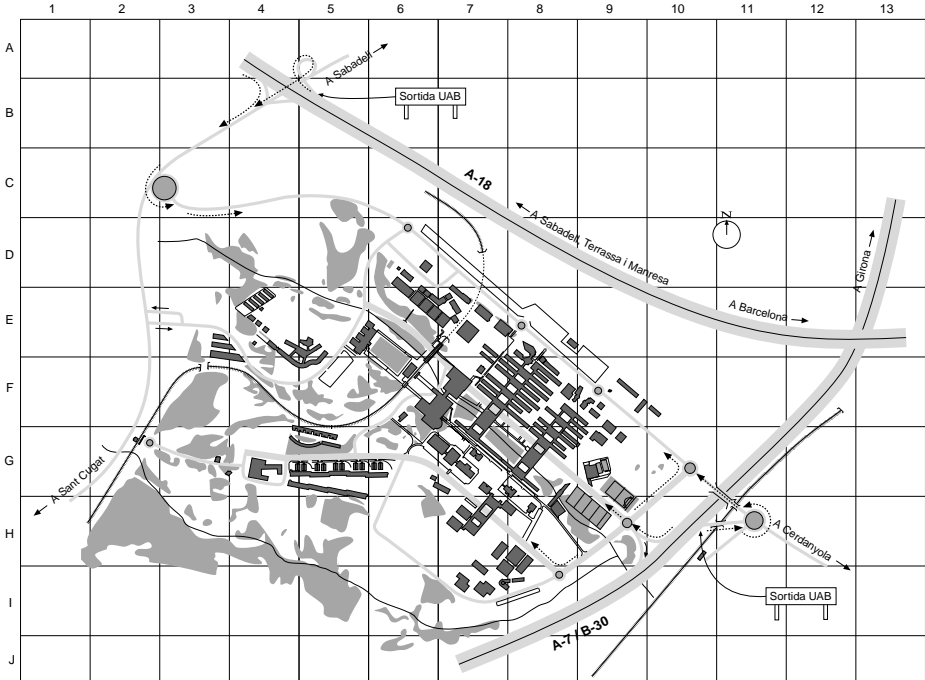 1 2 3 4 5 6 7 8 9 10 11 12 13
A
A Sabadell
B
Sortida UAB
C
A-18
A Sabadell, Terrassa i Manresa
N
D
A Girona
E
A Barcelona
F
G
A Sant Cugat
H
A Cerdanyola
I
Sortida UAB
A-7 / B-30
J